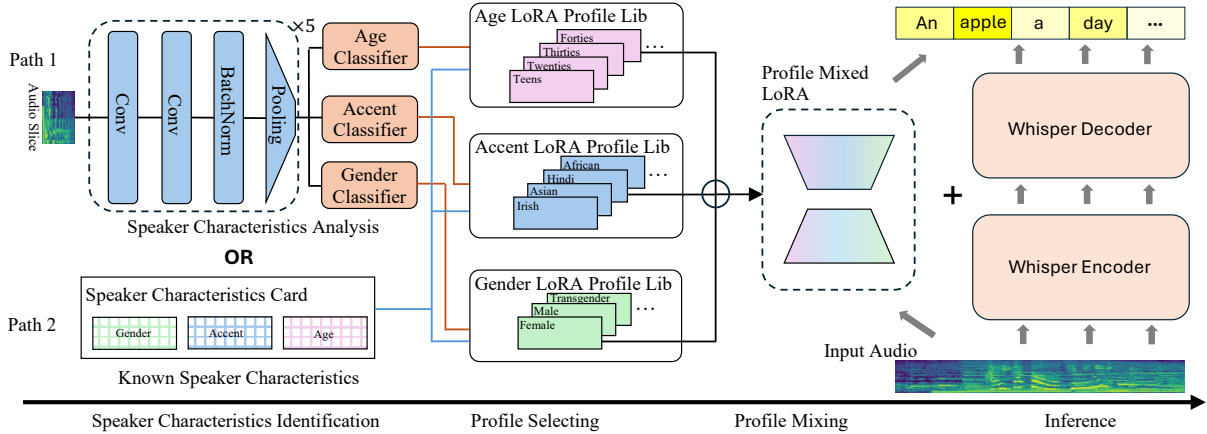 Path 1
Audio Slice
Conv
Conv
BatchNorm
Pooling
×5
Speaker Characteristics Analysis
OR
Age
Classifier
Accent
Classifier
Gender
Classifier
Path 2
Speaker Characteristics Card
Gender
Accent
Age
Known Speaker Characteristics
Age LoRA Profile Lib
Forties
Thirties
Twenties
Teens
...
Accent LoRA Profile Lib
African
Hindi
Asian
Irish
...
Gender LoRA Profile Lib
Transgender
Male
Female
...
Profile Mixed
LoRA
+
An apple a day ...
Whisper Decoder
Whisper Encoder
Input Audio
Speaker Characteristics Identification
Profile Selecting
Profile Mixing
Inference